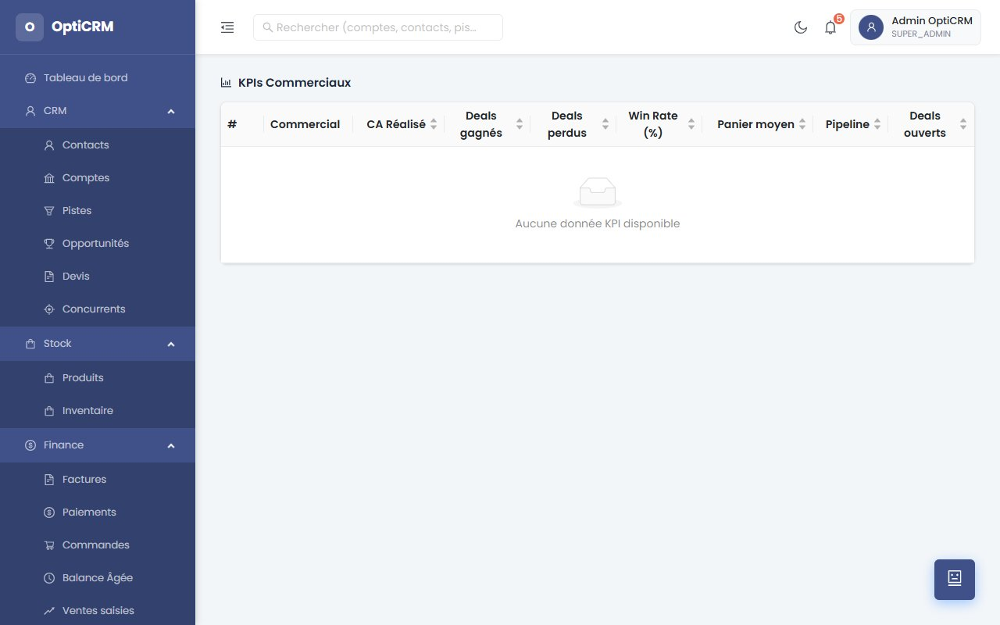 O OptiCRM
Rechercher (comptes, contacts, pis...
5
Admin OptiCRM
SUPER_ADMIN
Tableau de bord
CRM
Contacts
Comptes
Pistes
Opportunités
Devis
Concurrents
Stock
Produits
Inventaire
Finance
Factures
Paiements
Commandes
Balance Âgée
Ventes saisies
KPIs Commerciaux
# Commercial CA Réalisé Deals gagnés Deals perdus Win Rate (%) Panier moyen Pipeline Deals ouverts
Aucune donnée KPI disponible